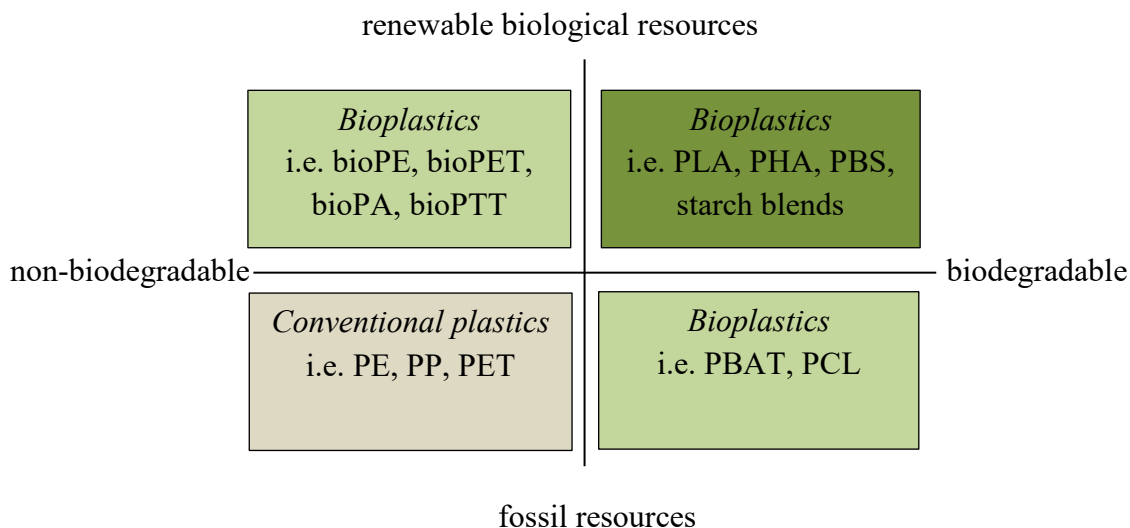 renewable biological resources
Bioplastics
i.e. bioPE, bioPET,
bioPA, bioPTT
Bioplastics
i.e. PLA, PHA, PBS,
starch blends
non-biodegradable
biodegradable
Conventional plastics
i.e. PE, PP, PET
Bioplastics
i.e. PBAT, PCL
fossil resources